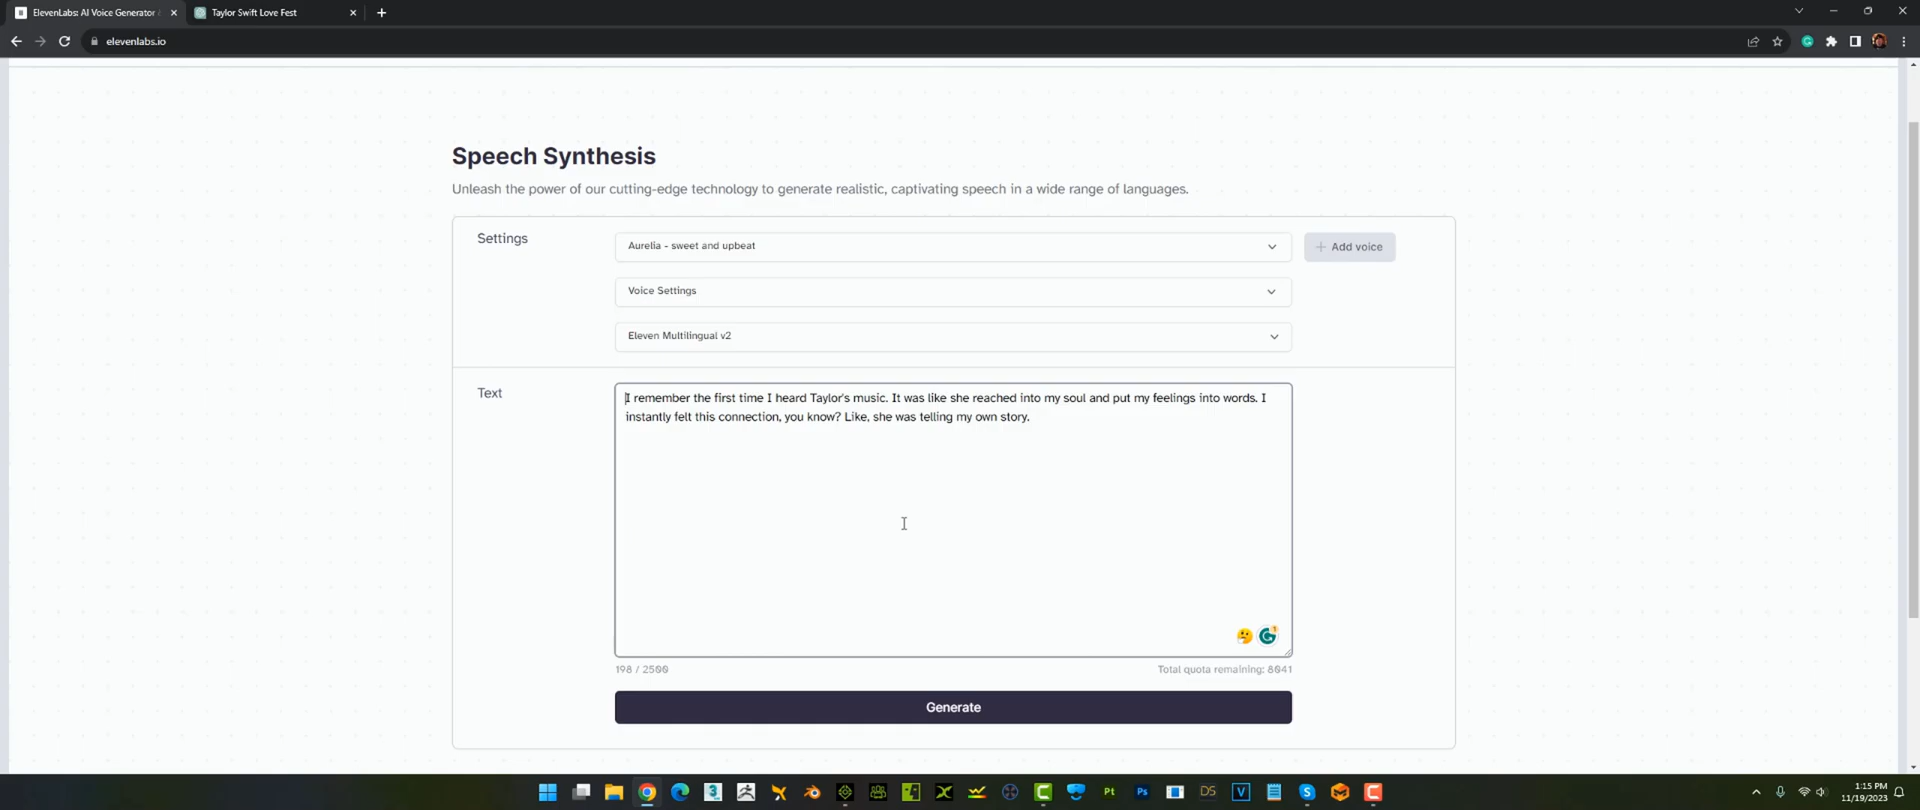 ElevenLabs: AI Voice Generator
Taylor Swift Love Fest
elevenlabs.io
Speech Synthesis
Unleash the power of our cutting-edge technology to generate realistic, captivating speech in a wide range of languages.
Settings
Aurelia - sweet and upbeat
Add voice
Voice Settings
Eleven Multilingual v2
Text
I remember the first time I heard Taylor's music. It was like she reached into my soul and put my feelings into words. I
instantly felt this connection, you know? Like, she was telling my own story.
198 / 2500
Total quota remaining: 8041
Generate
Pt
Ps
DS
V
1:15 PM
11/19/2023